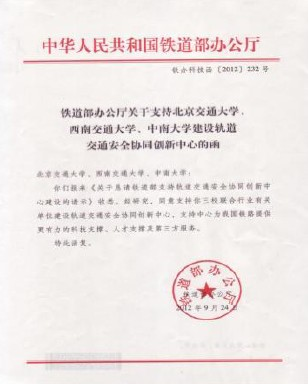 中华人民共和国铁道部办公厅
铁办科技函〔2012〕232号
铁道部办公厅关于支持北京交通大学、
西南交通大学、中南大学建设轨道
交通安全协同创新中心的函
北京交通大学、西南交通大学、中南大学：
你们报来《关于恳请铁道部支持轨道交通安全协同创新中
心建设的请示》收悉。经研究，同意支持你三校联合行业有关
单位建设轨道交通安全协同创新中心，支持中心为我国铁路提供
更有力的科技支撑、人才支撑及第三方服务。
特此函复。
铁道部办公厅
2012年9月24日